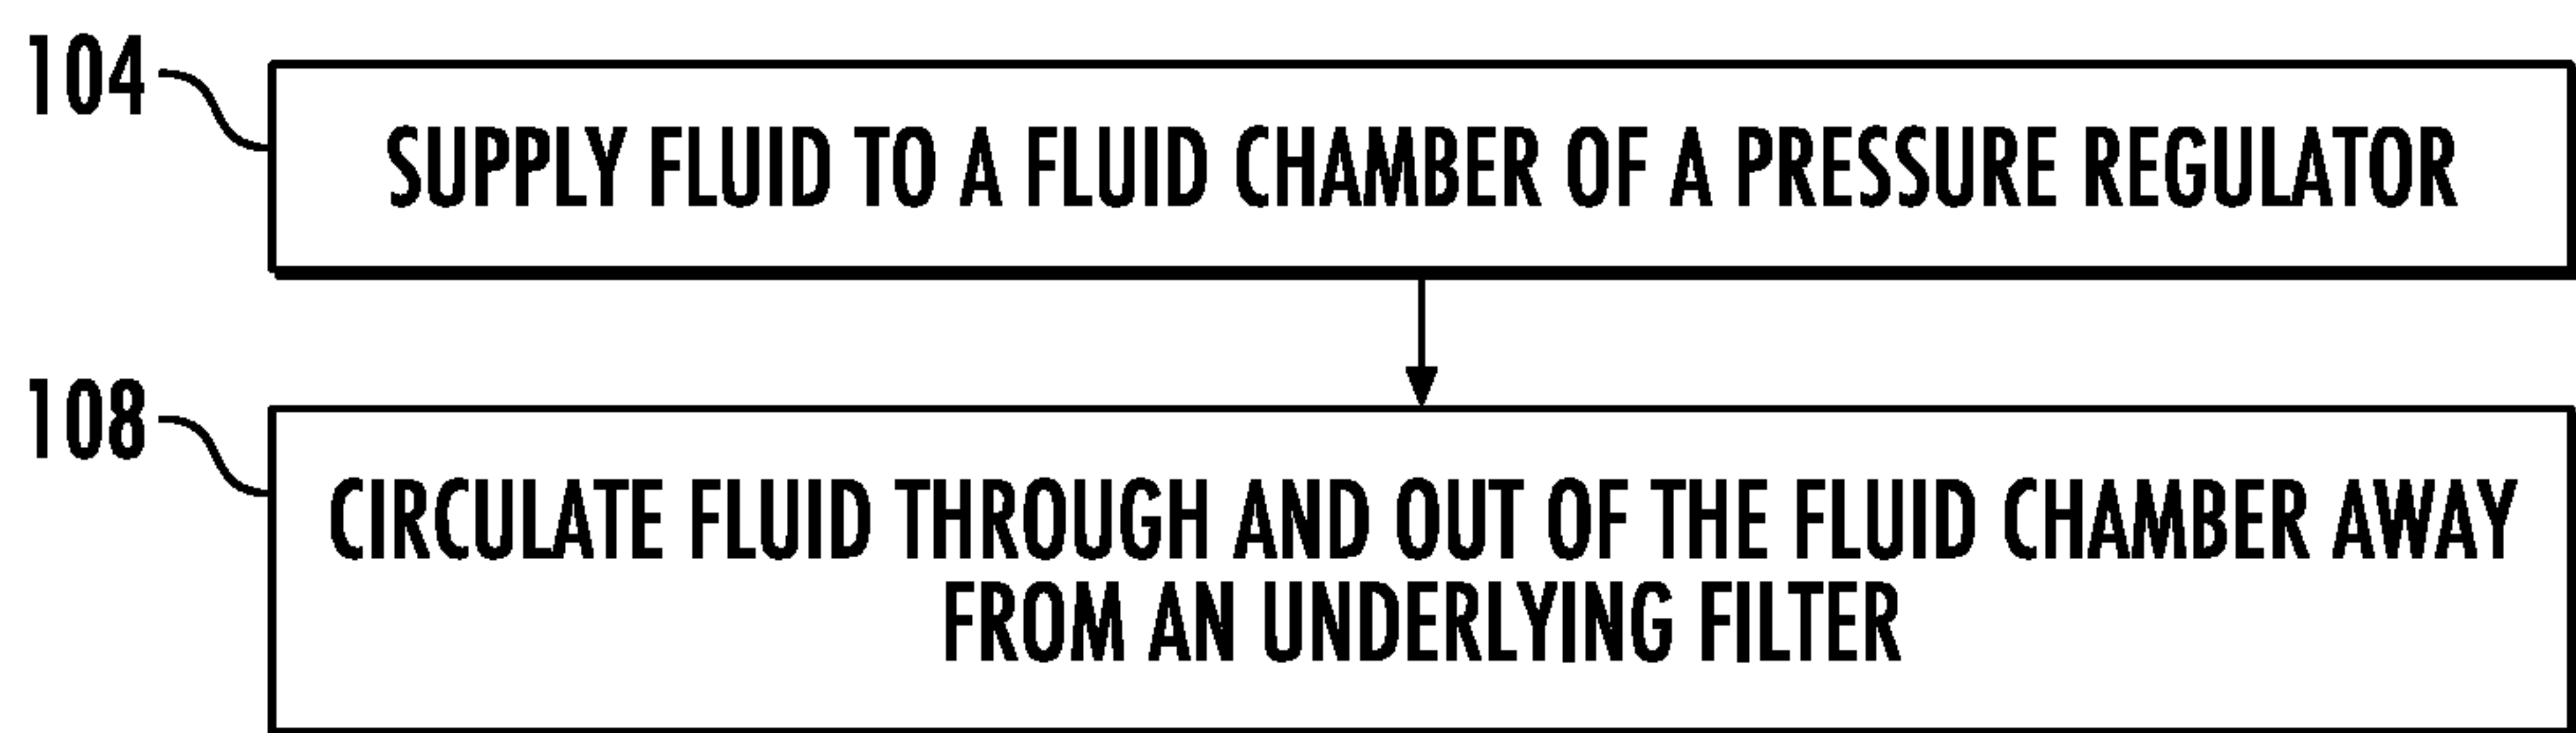 104
SUPPLY FLUID TO A FLUID CHAMBER OF A PRESSURE REGULATOR
108
CIRCULATE FLUID THROUGH AND OUT OF THE FLUID CHAMBER AWAY
FROM AN UNDERLYING FILTER